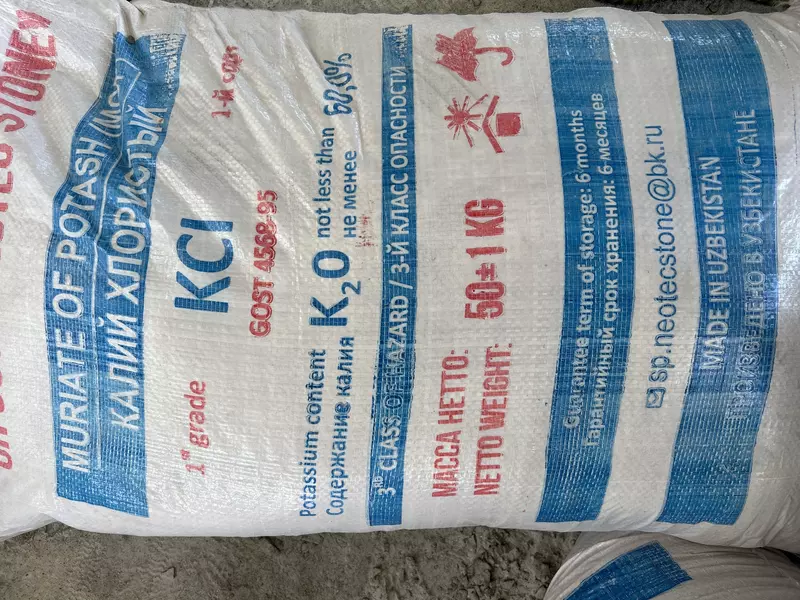 MURIATE OF POTASH
КАЛИЙ ХЛОРИСТЫЙ
KCl
1ST grade
1-й сорт
GOST 4568-95
Potassium content
Содержание калия
K2O
not less than
не менее
60,0%
3RD CLASS OF HAZARD / 3-Й КЛАСС ОПАСНОСТИ
МАССА НЕТТО:
NETTO WEIGHT:
50±1 KG
Guarankee term of storage: 6 months
Гараннийный срок хранения: 6 месяцев
sp.neotecstone@bk.ru
MADE IN UZBEKISTAN
ПРОИЗВЕДЕНО В УЗБЕКИСТАНЕ